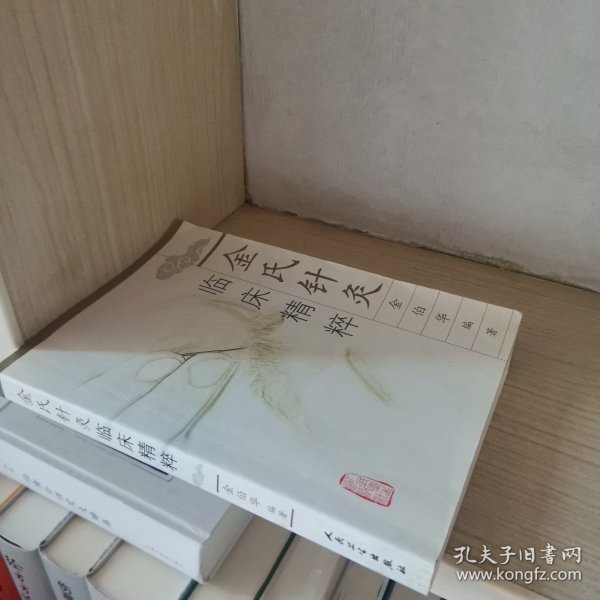 金氏针灸
临床精粹
金伯华 编著
金氏针灸临床精粹
金伯华 编著
人民卫生出版社
孔夫子旧书网
www.kongfz.com